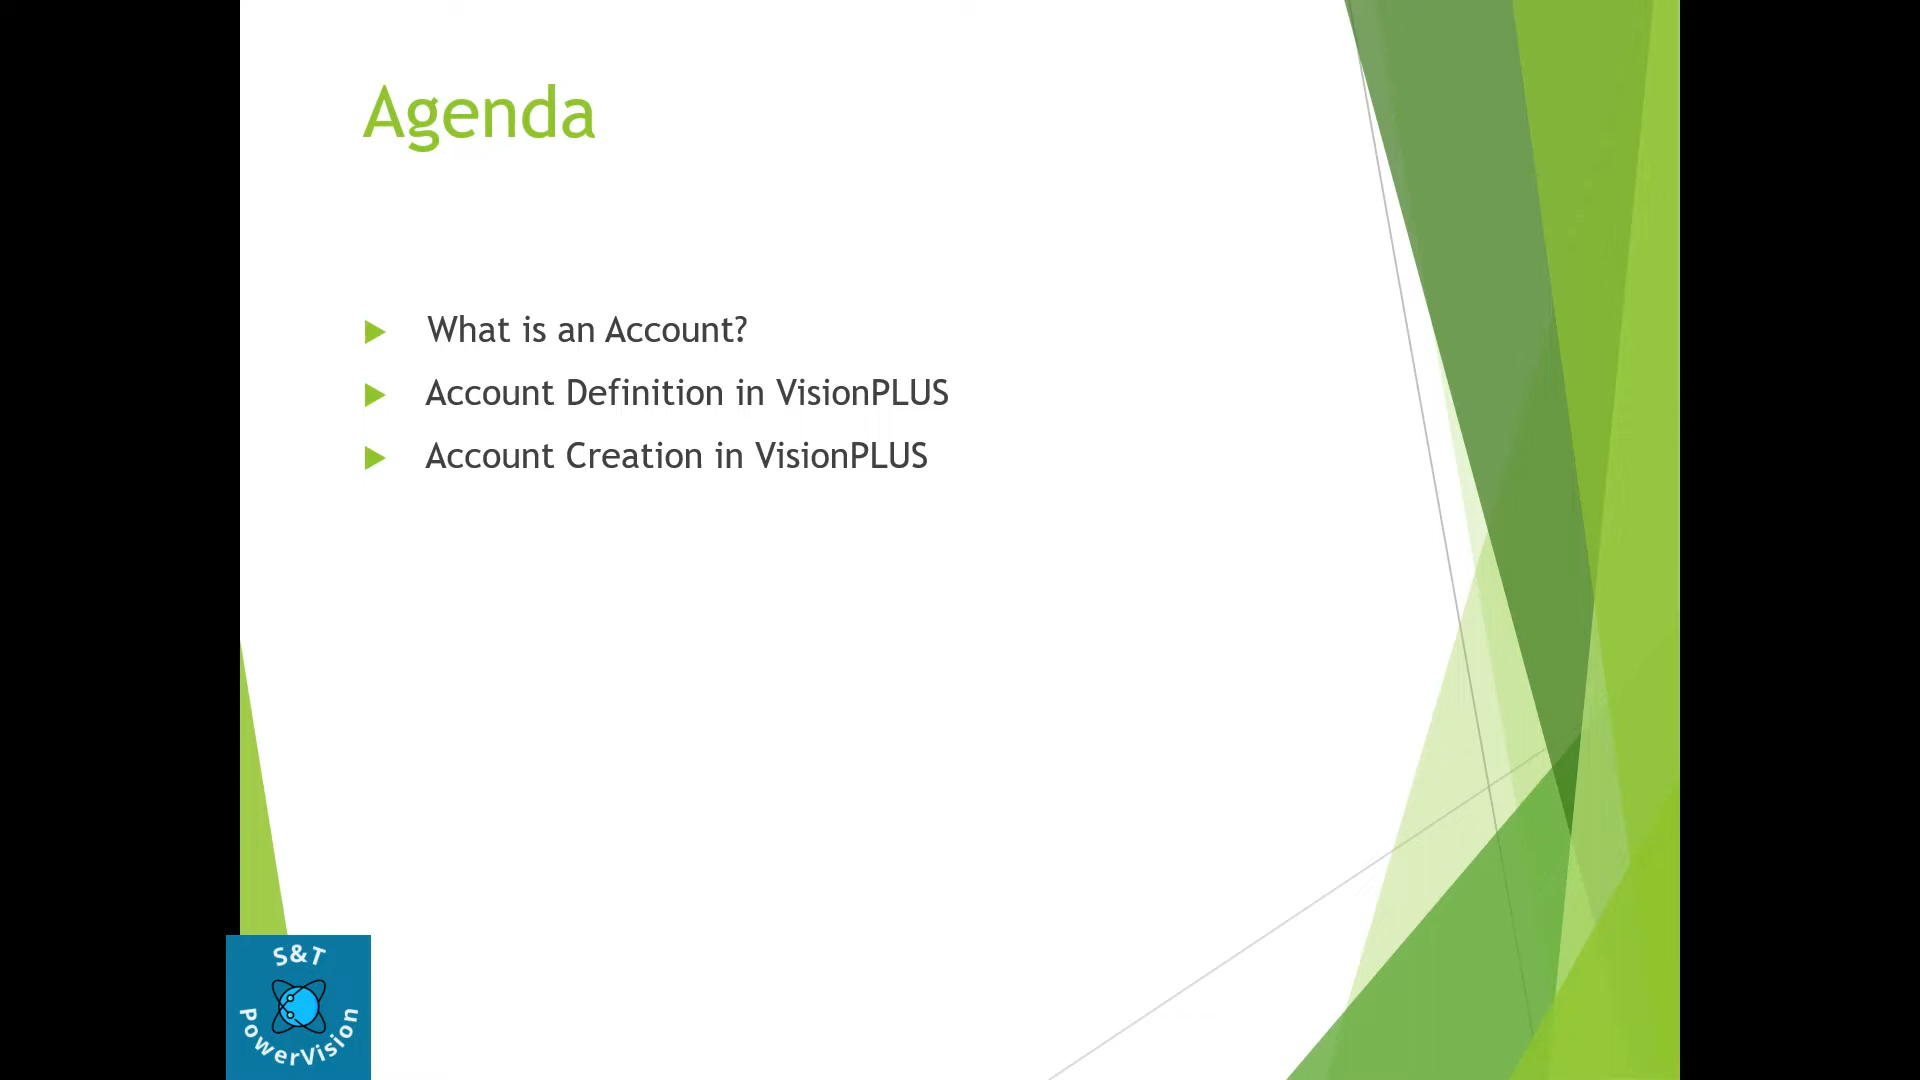 Agenda
What is an Account?
Account Definition in VisionPLUS
Account Creation in VisionPLUS
S&T
PowerVision